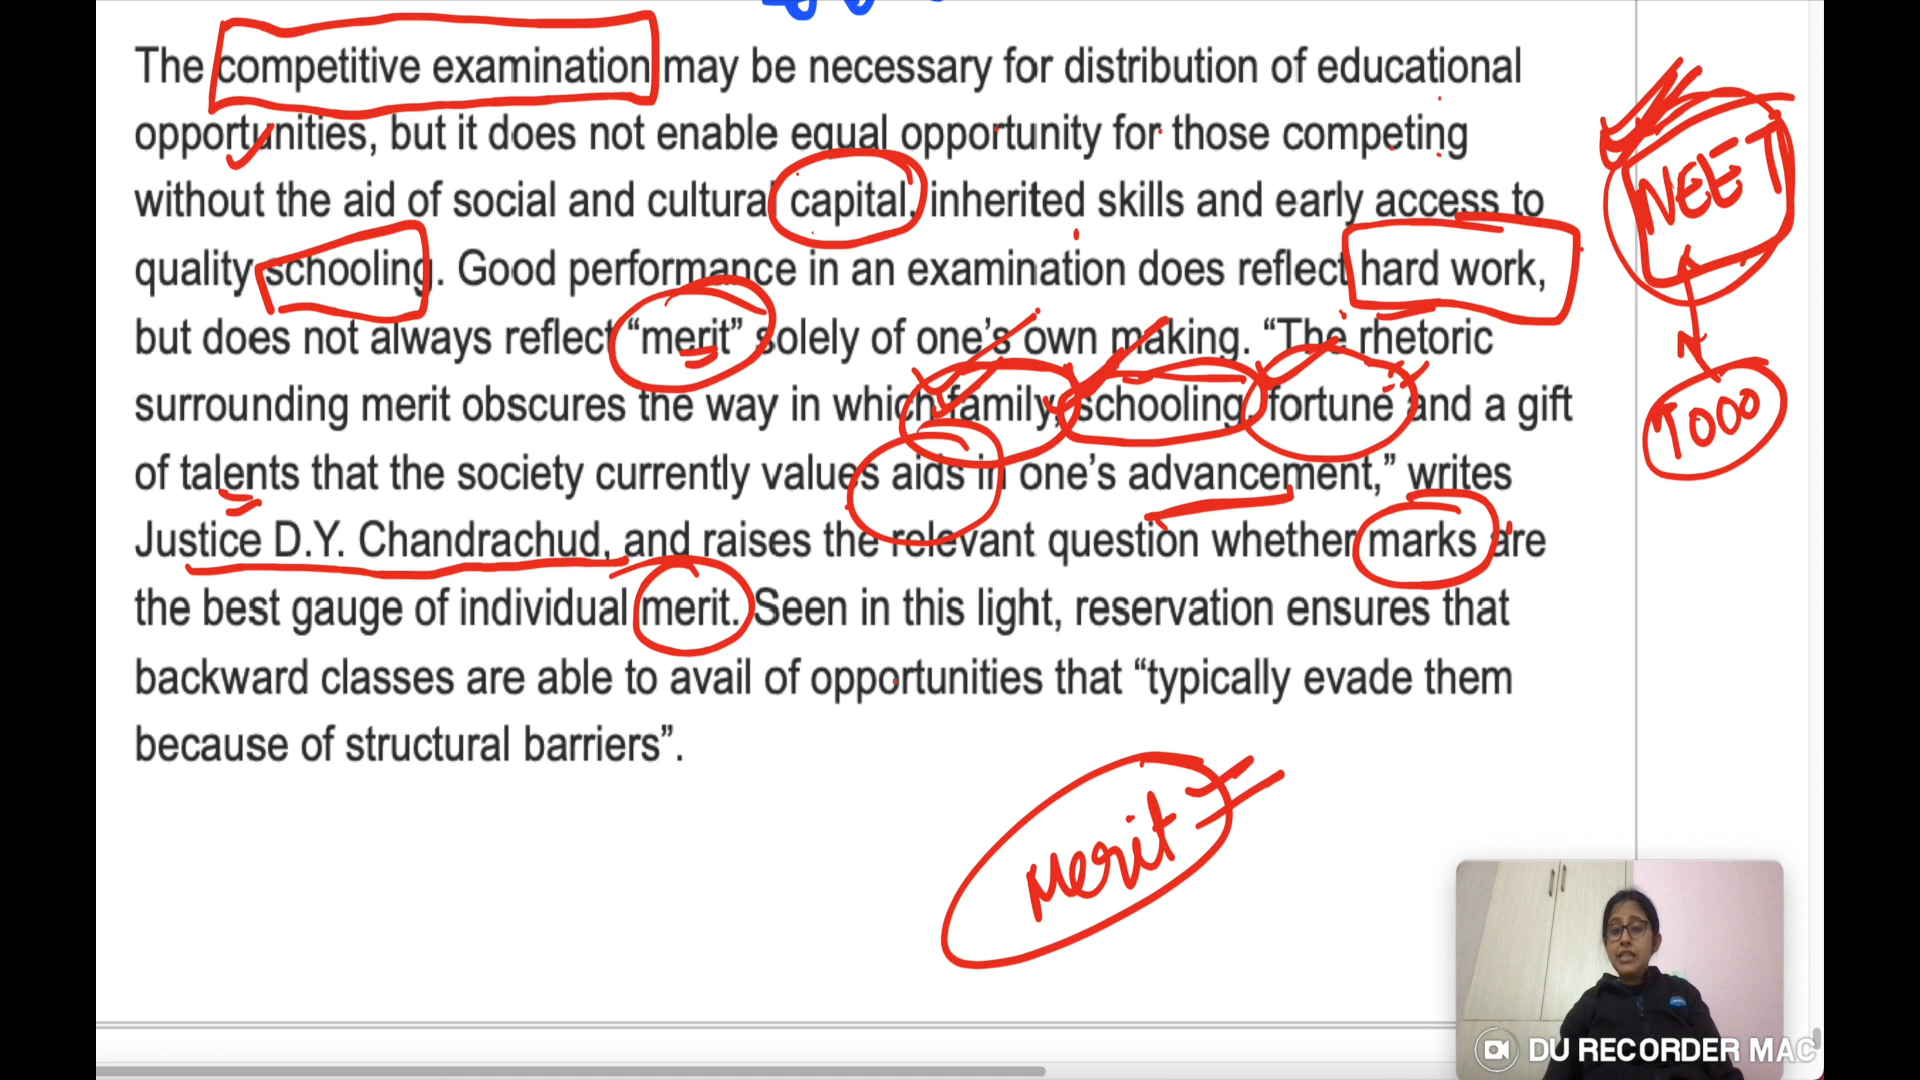 The competitive examination may be necessary for distribution of educational
opportunities, but it does not enable equal opportunity for those competing
without the aid of social and cultural capital, inherited skills and early access to
quality schooling. Good performance in an examination does reflect hard work,
but does not always reflect “merit” solely of one’s own making. “The rhetoric
surrounding merit obscures the way in which family, schooling, fortune and a gift
of talents that the society currently values aids in one’s advancement,” writes
Justice D.Y. Chandrachud, and raises the relevant question whether marks are
the best gauge of individual merit. Seen in this light, reservation ensures that
backward classes are able to avail of opportunities that “typically evade them
because of structural barriers”.
NEET
1000
Merit =
DU RECORDER MAC